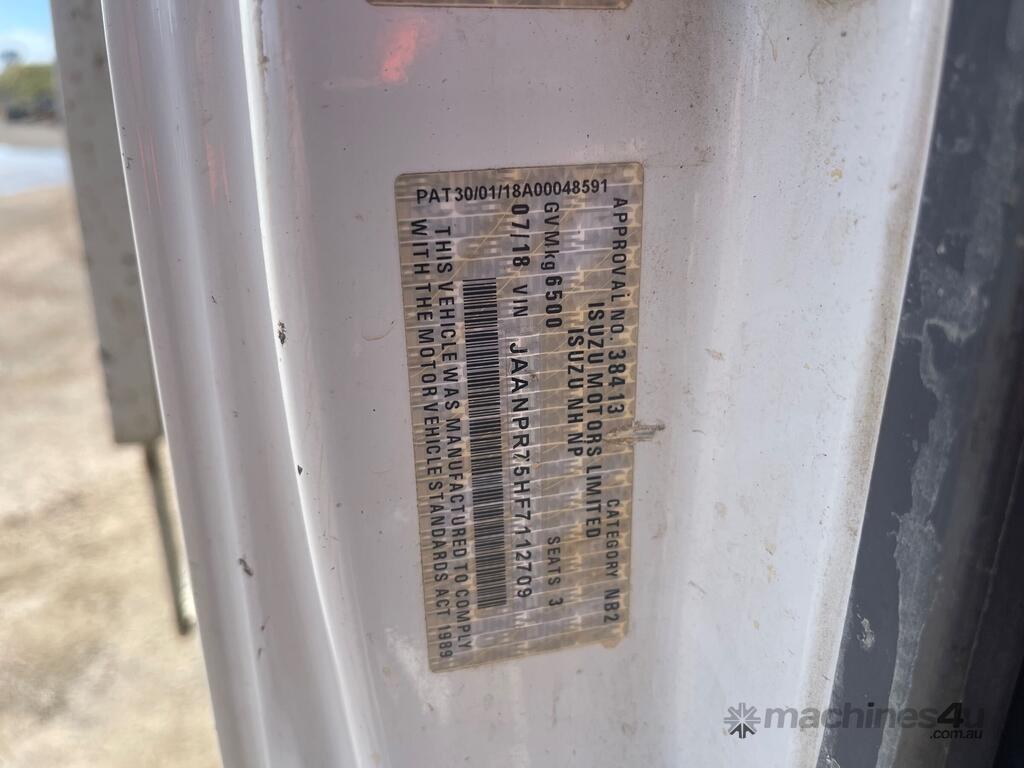 APPROVAL NO. 38413 CATEGORY NB2
ISUZU MOTORS LIMITED
ISUZU NH NP
GVM kg 6500 SEATS 3
07/18 VIN JAANPR75HF7112709
THIS VEHICLE WAS MANUFACTURED TO COMPLY
WITH THE MOTOR VEHICLE STANDARDS ACT 1989
PAT30/01/18A00048591
machines4u
.com.au